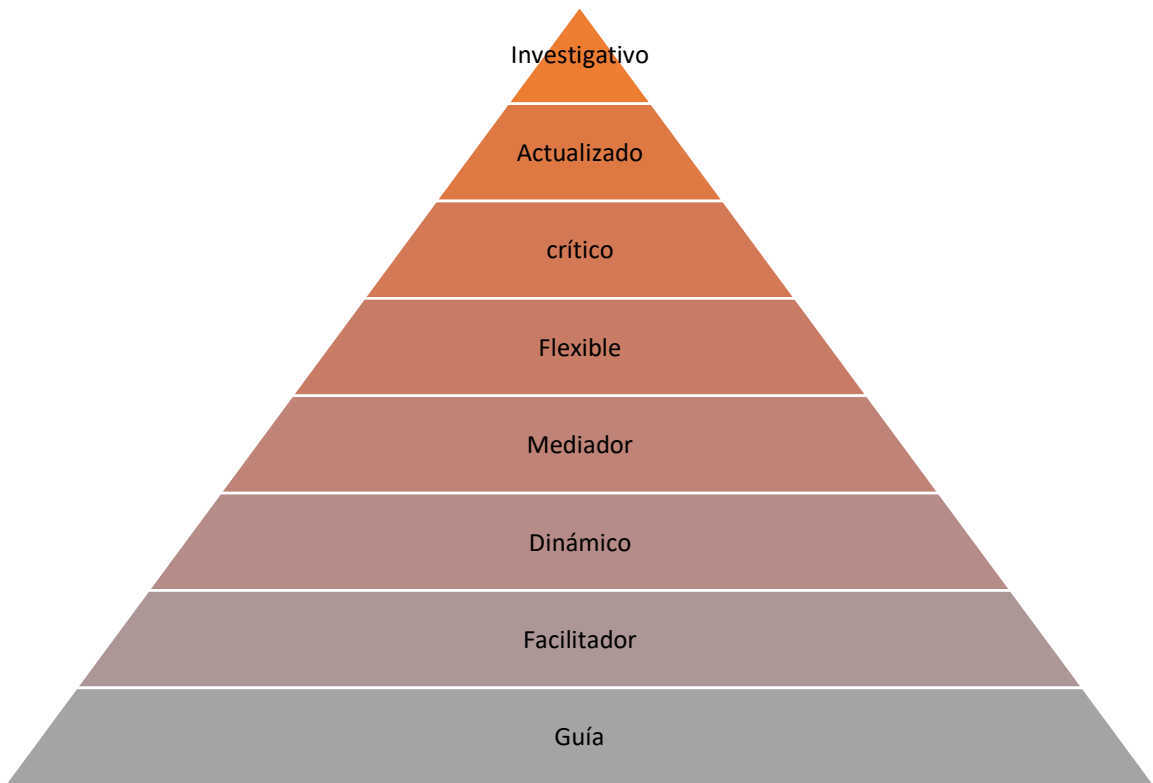 Investigativo
Actualizado
crítico
Flexible
Mediador
Dinámico
Facilitador
Guía